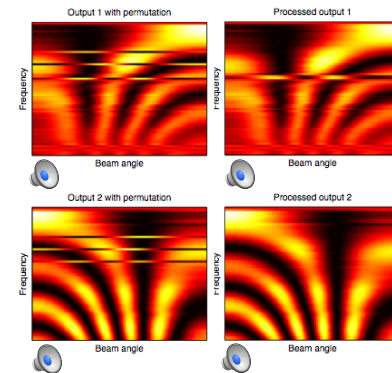 Output 1 with permutation
Processed output 1
Frequency
Frequency
Beam angle
Beam angle
Output 2 with permutation
Processed output 2
Frequency
Frequency
Beam angle
Beam angle